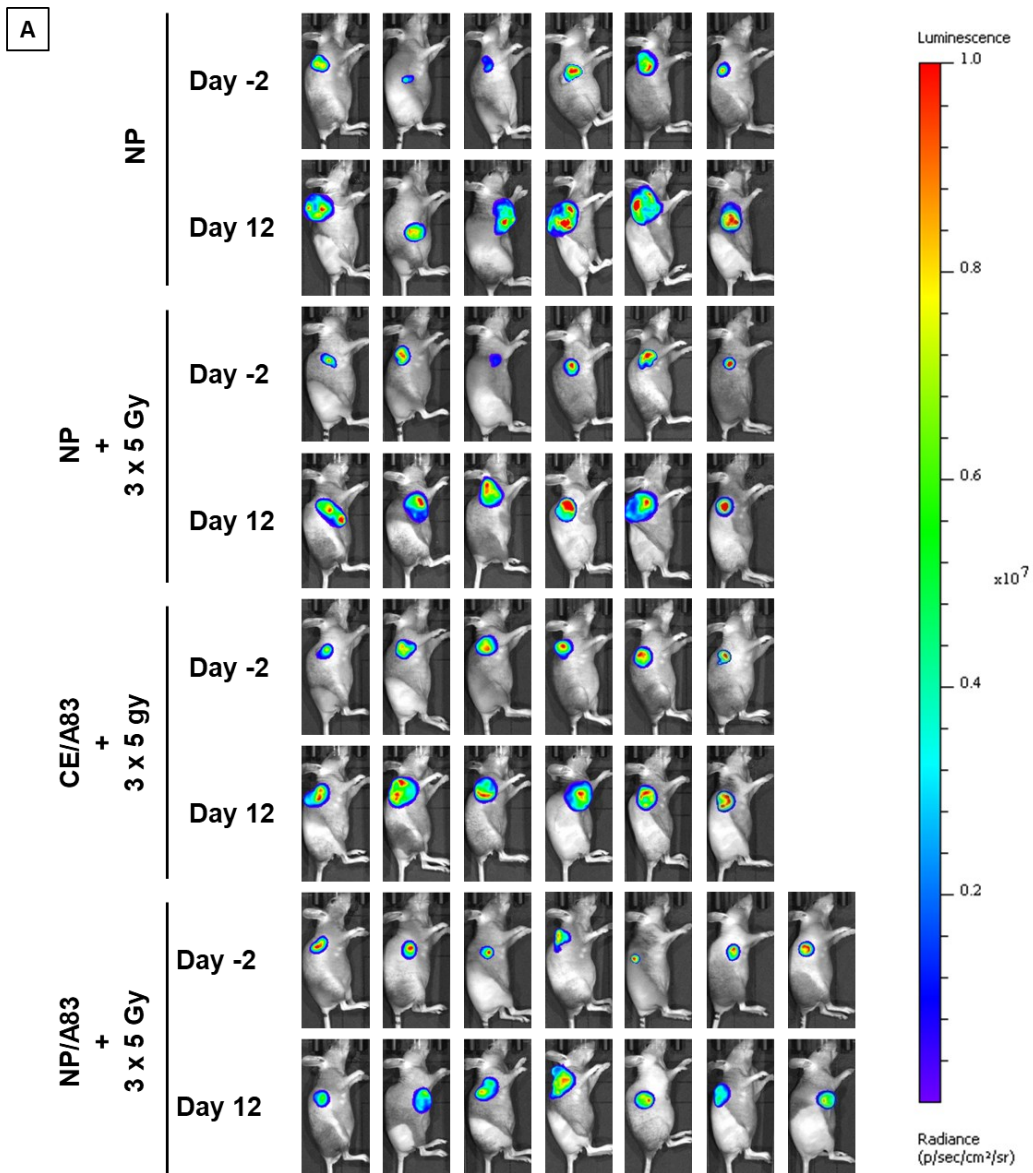 A
NP
Day -2
Day 12
NP
+
3 x 5 Gy
Day -2
Day 12
CE/A83
+
3 x 5 gy
Day -2
Day 12
NP/A83
+
3 x 5 Gy
Day -2
Day 12
Luminescence
1.0
0.8
0.6
x10⁷
0.4
0.2
Radiance
(p/sec/cm²/sr)